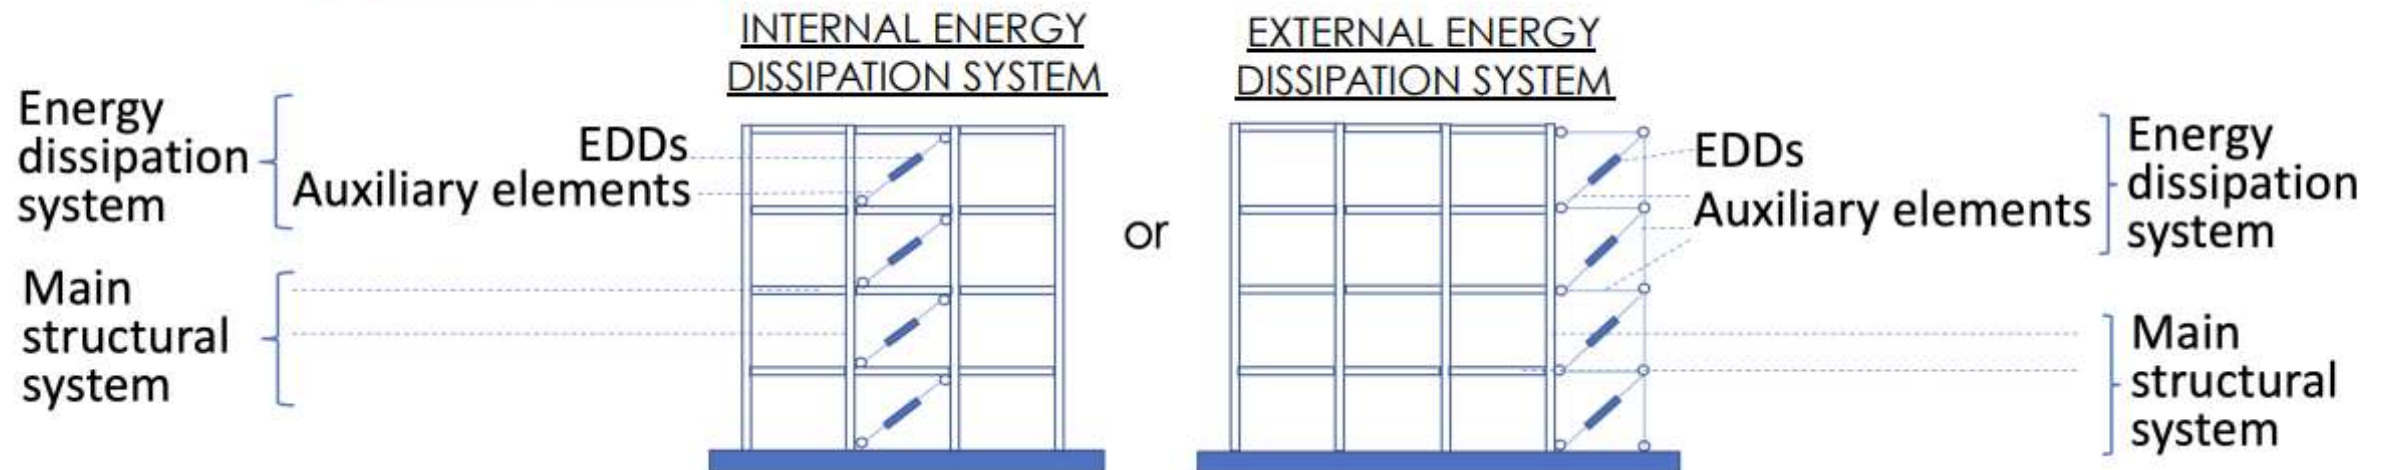 INTERNAL ENERGY
DISSIPATION SYSTEM
EXTERNAL ENERGY
DISSIPATION SYSTEM
Energy
dissipation
system
EDDs
Auxiliary elements
Main
structural
system
or
EDDs
Auxiliary elements
Energy
dissipation
system
Main
structural
system